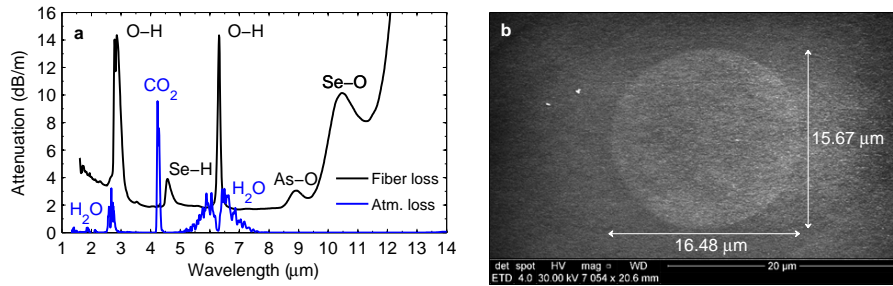 a
16
14
12
10
8
6
4
2
0
Attenuation (dB/m)
O–H
O–H
CO2
Se–O
Se–H
As–O
H2O
H2O
Fiber loss
Atm. loss
1 2 3 4 5 6 7 8 9 10 11 12 13 14
Wavelength (μm)
b
15.67 μm
16.48 μm
det spot HV mag WD 20 μm
ETD 4.0 30.00 kV 7 054 x 20.6 mm